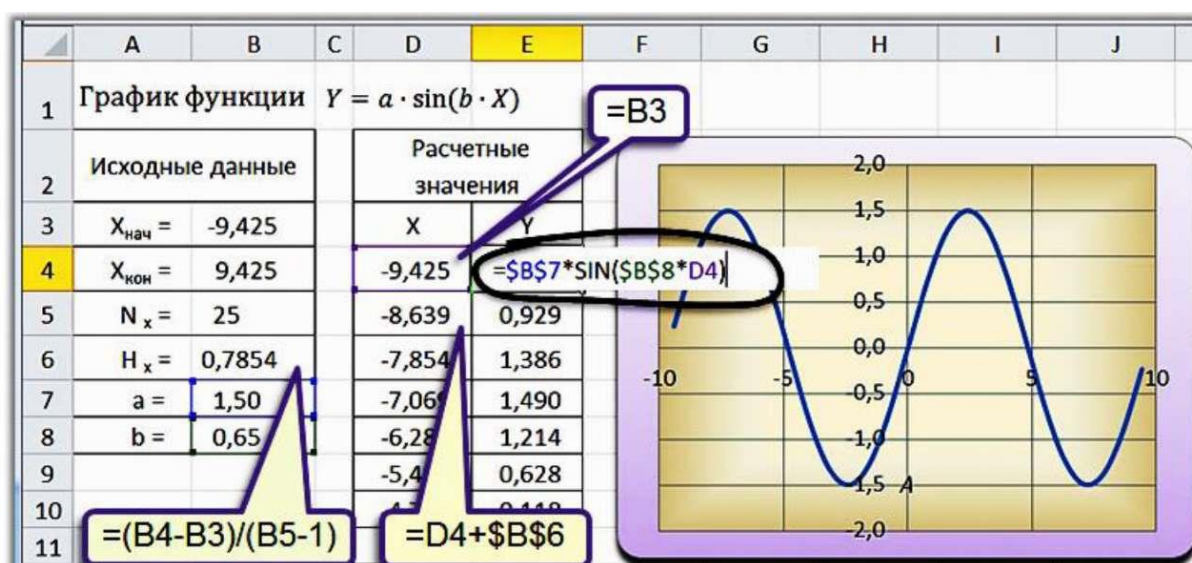 A B C D E F G H I J
1 График функции Y = a · sin(b · X)
=B3
2 Исходные данные Расчетные значения
3 Xнач = -9,425 X Y
4 Xкон = 9,425 -9,425 =$B$7*SIN($B$8*D4)
5 N x = 25 -8,639 0,929
6 H x = 0,7854 -7,854 1,386
7 a = 1,50 1,490
8 b = 0,65 1,214
9 0,628
10
11
=(B4-B3)/(B5-1)
=D4+$B$6
2,0
1,5
1,0
0,5
0,0
-10 -5 0 5 10
-0,5
-1,0
-1,5 A
-2,0